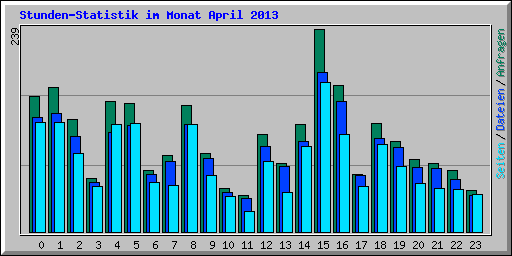 Stunden-Statistik im Monat April 2013
239
Seiten/Dateien/Anfragen
0 1 2 3 4 5 6 7 8 9 10 11 12 13 14 15 16 17 18 19 20 21 22 23